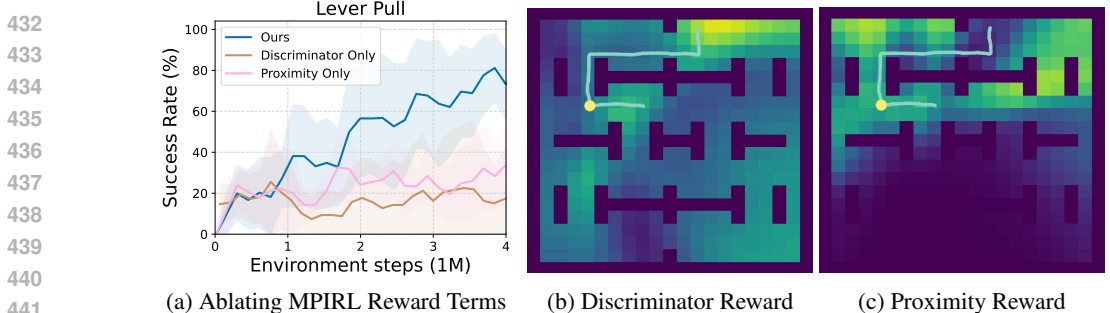 432
433
434
435
436
437
438
439
440
441
Lever Pull
Success Rate (%)
100
80
60
40
20
0
Ours
Discriminator Only
Proximity Only
0 1 2 3 4
Environment steps (1M)
(a) Ablating MPIRL Reward Terms
(b) Discriminator Reward
(c) Proximity Reward